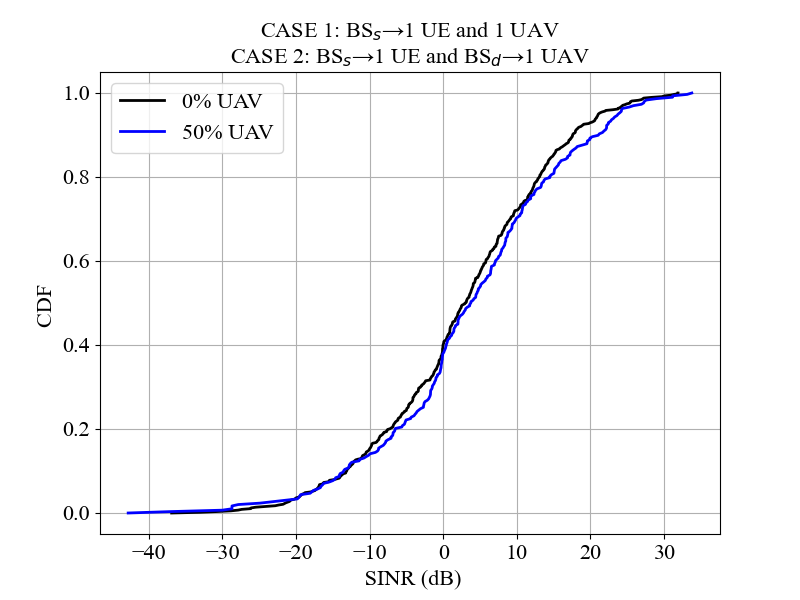 CASE 1: BSₛ→1 UE and 1 UAV
CASE 2: BSₛ→1 UE and BS_d→1 UAV
0% UAV
50% UAV
1.0
0.8
0.6
0.4
0.2
0.0
CDF
−40 −30 −20 −10 0 10 20 30
SINR (dB)